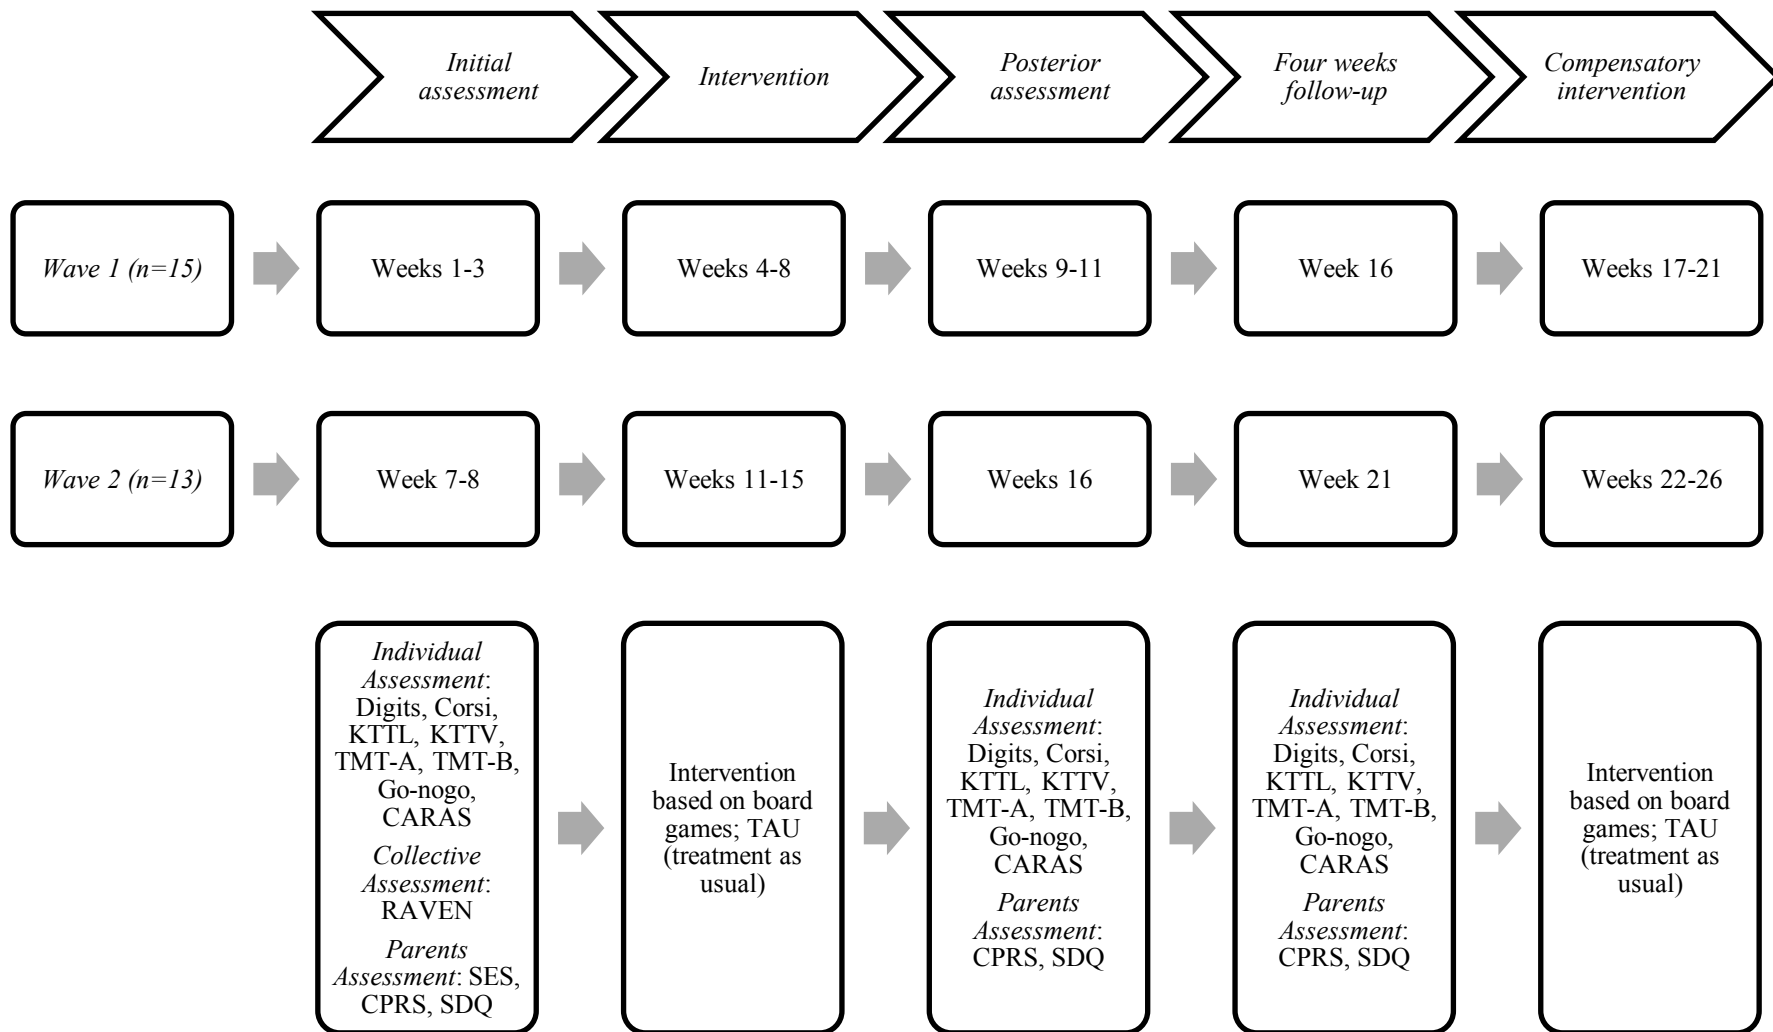 Initial
assessment
Intervention
Posterior
assessment
Four weeks
follow-up
Compensatory
intervention
Wave 1 (n=15)
Weeks 1-3
Weeks 4-8
Weeks 9-11
Week 16
Weeks 17-21
Wave 2 (n=13)
Week 7-8
Weeks 11-15
Weeks 16
Week 21
Weeks 22-26
Individual
Assessment:
Digits, Corsi,
KTTL, KTTV,
TMT-A, TMT-B,
Go-nogo,
CARAS
Collective
Assessment:
RAVEN
Parents
Assessment: SES,
CPRS, SDQ
Intervention
based on board
games; TAU
(treatment as
usual)
Individual
Assessment:
Digits, Corsi,
KTTL, KTTV,
TMT-A, TMT-B,
Go-nogo,
CARAS
Parents
Assessment:
CPRS, SDQ
Individual
Assessment:
Digits, Corsi,
KTTL, KTTV,
TMT-A, TMT-B,
Go-nogo,
CARAS
Parents
Assessment:
CPRS, SDQ
Intervention
based on board
games; TAU
(treatment as
usual)